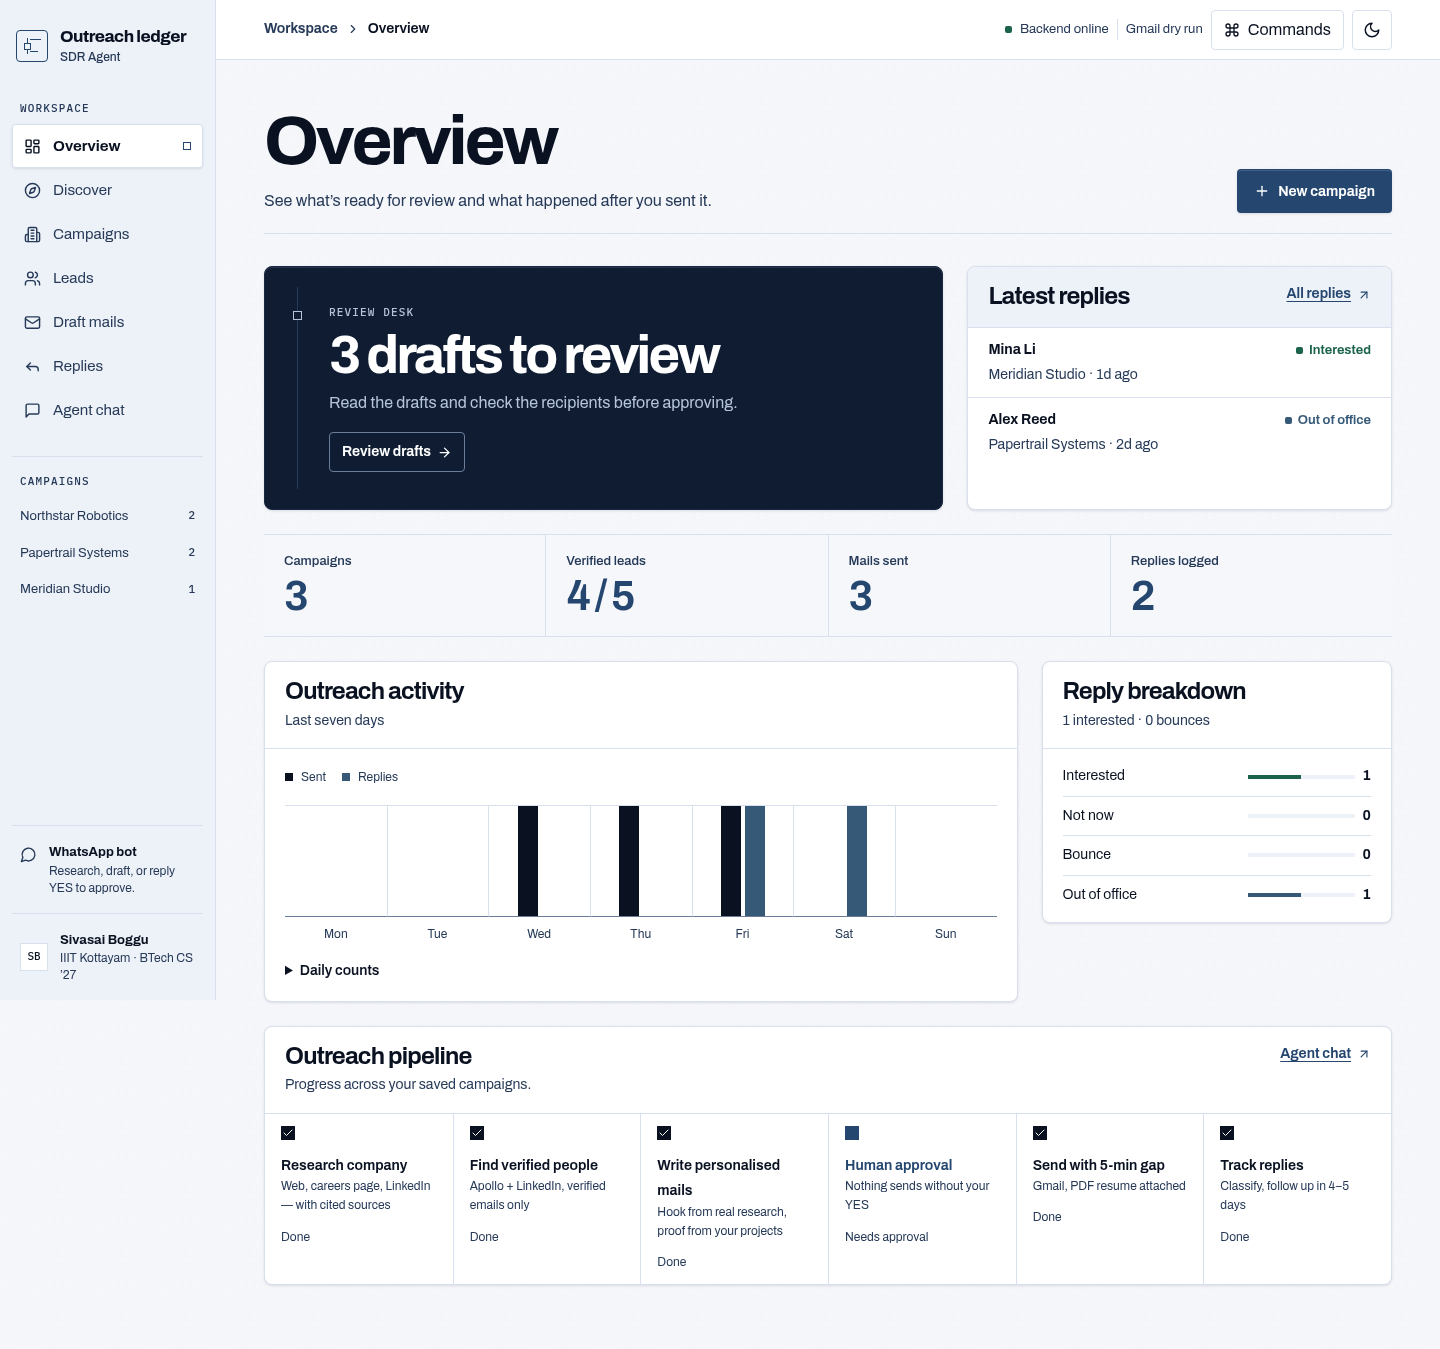 Outreach ledger
SDR Agent
WORKSPACE
Overview
Discover
Campaigns
Leads
Draft mails
Replies
Agent chat
CAMPAIGNS
Northstar Robotics 2
Papertrail Systems 2
Meridian Studio 1
WhatsApp bot
Research, draft, or reply
YES to approve.
SB
Sivasai Boggu
IIIT Kottayam · BTech CS
’27
Workspace > Overview
Backend online
Gmail dry run
⌘ Commands
Overview
See what’s ready for review and what happened after you sent it.
+ New campaign
REVIEW DESK
3 drafts to review
Read the drafts and check the recipients before approving.
Review drafts →
Latest replies
All replies ↗
Mina Li
Interested
Meridian Studio · 1d ago
Alex Reed
Out of office
Papertrail Systems · 2d ago
Campaigns
3
Verified leads
4/5
Mails sent
3
Replies logged
2
Outreach activity
Last seven days
Sent
Replies
Mon Tue Wed Thu Fri Sat Sun
▶ Daily counts
Reply breakdown
1 interested · 0 bounces
Interested 1
Not now 0
Bounce 0
Out of office 1
Outreach pipeline
Agent chat ↗
Progress across your saved campaigns.
Research company
Web, careers page, LinkedIn
— with cited sources
Done
Find verified people
Apollo + LinkedIn, verified
emails only
Done
Write personalised
mails
Hook from real research,
proof from your projects
Done
Human approval
Nothing sends without your
YES
Needs approval
Send with 5-min gap
Gmail, PDF resume attached
Done
Track replies
Classify, follow up in 4–5
days
Done